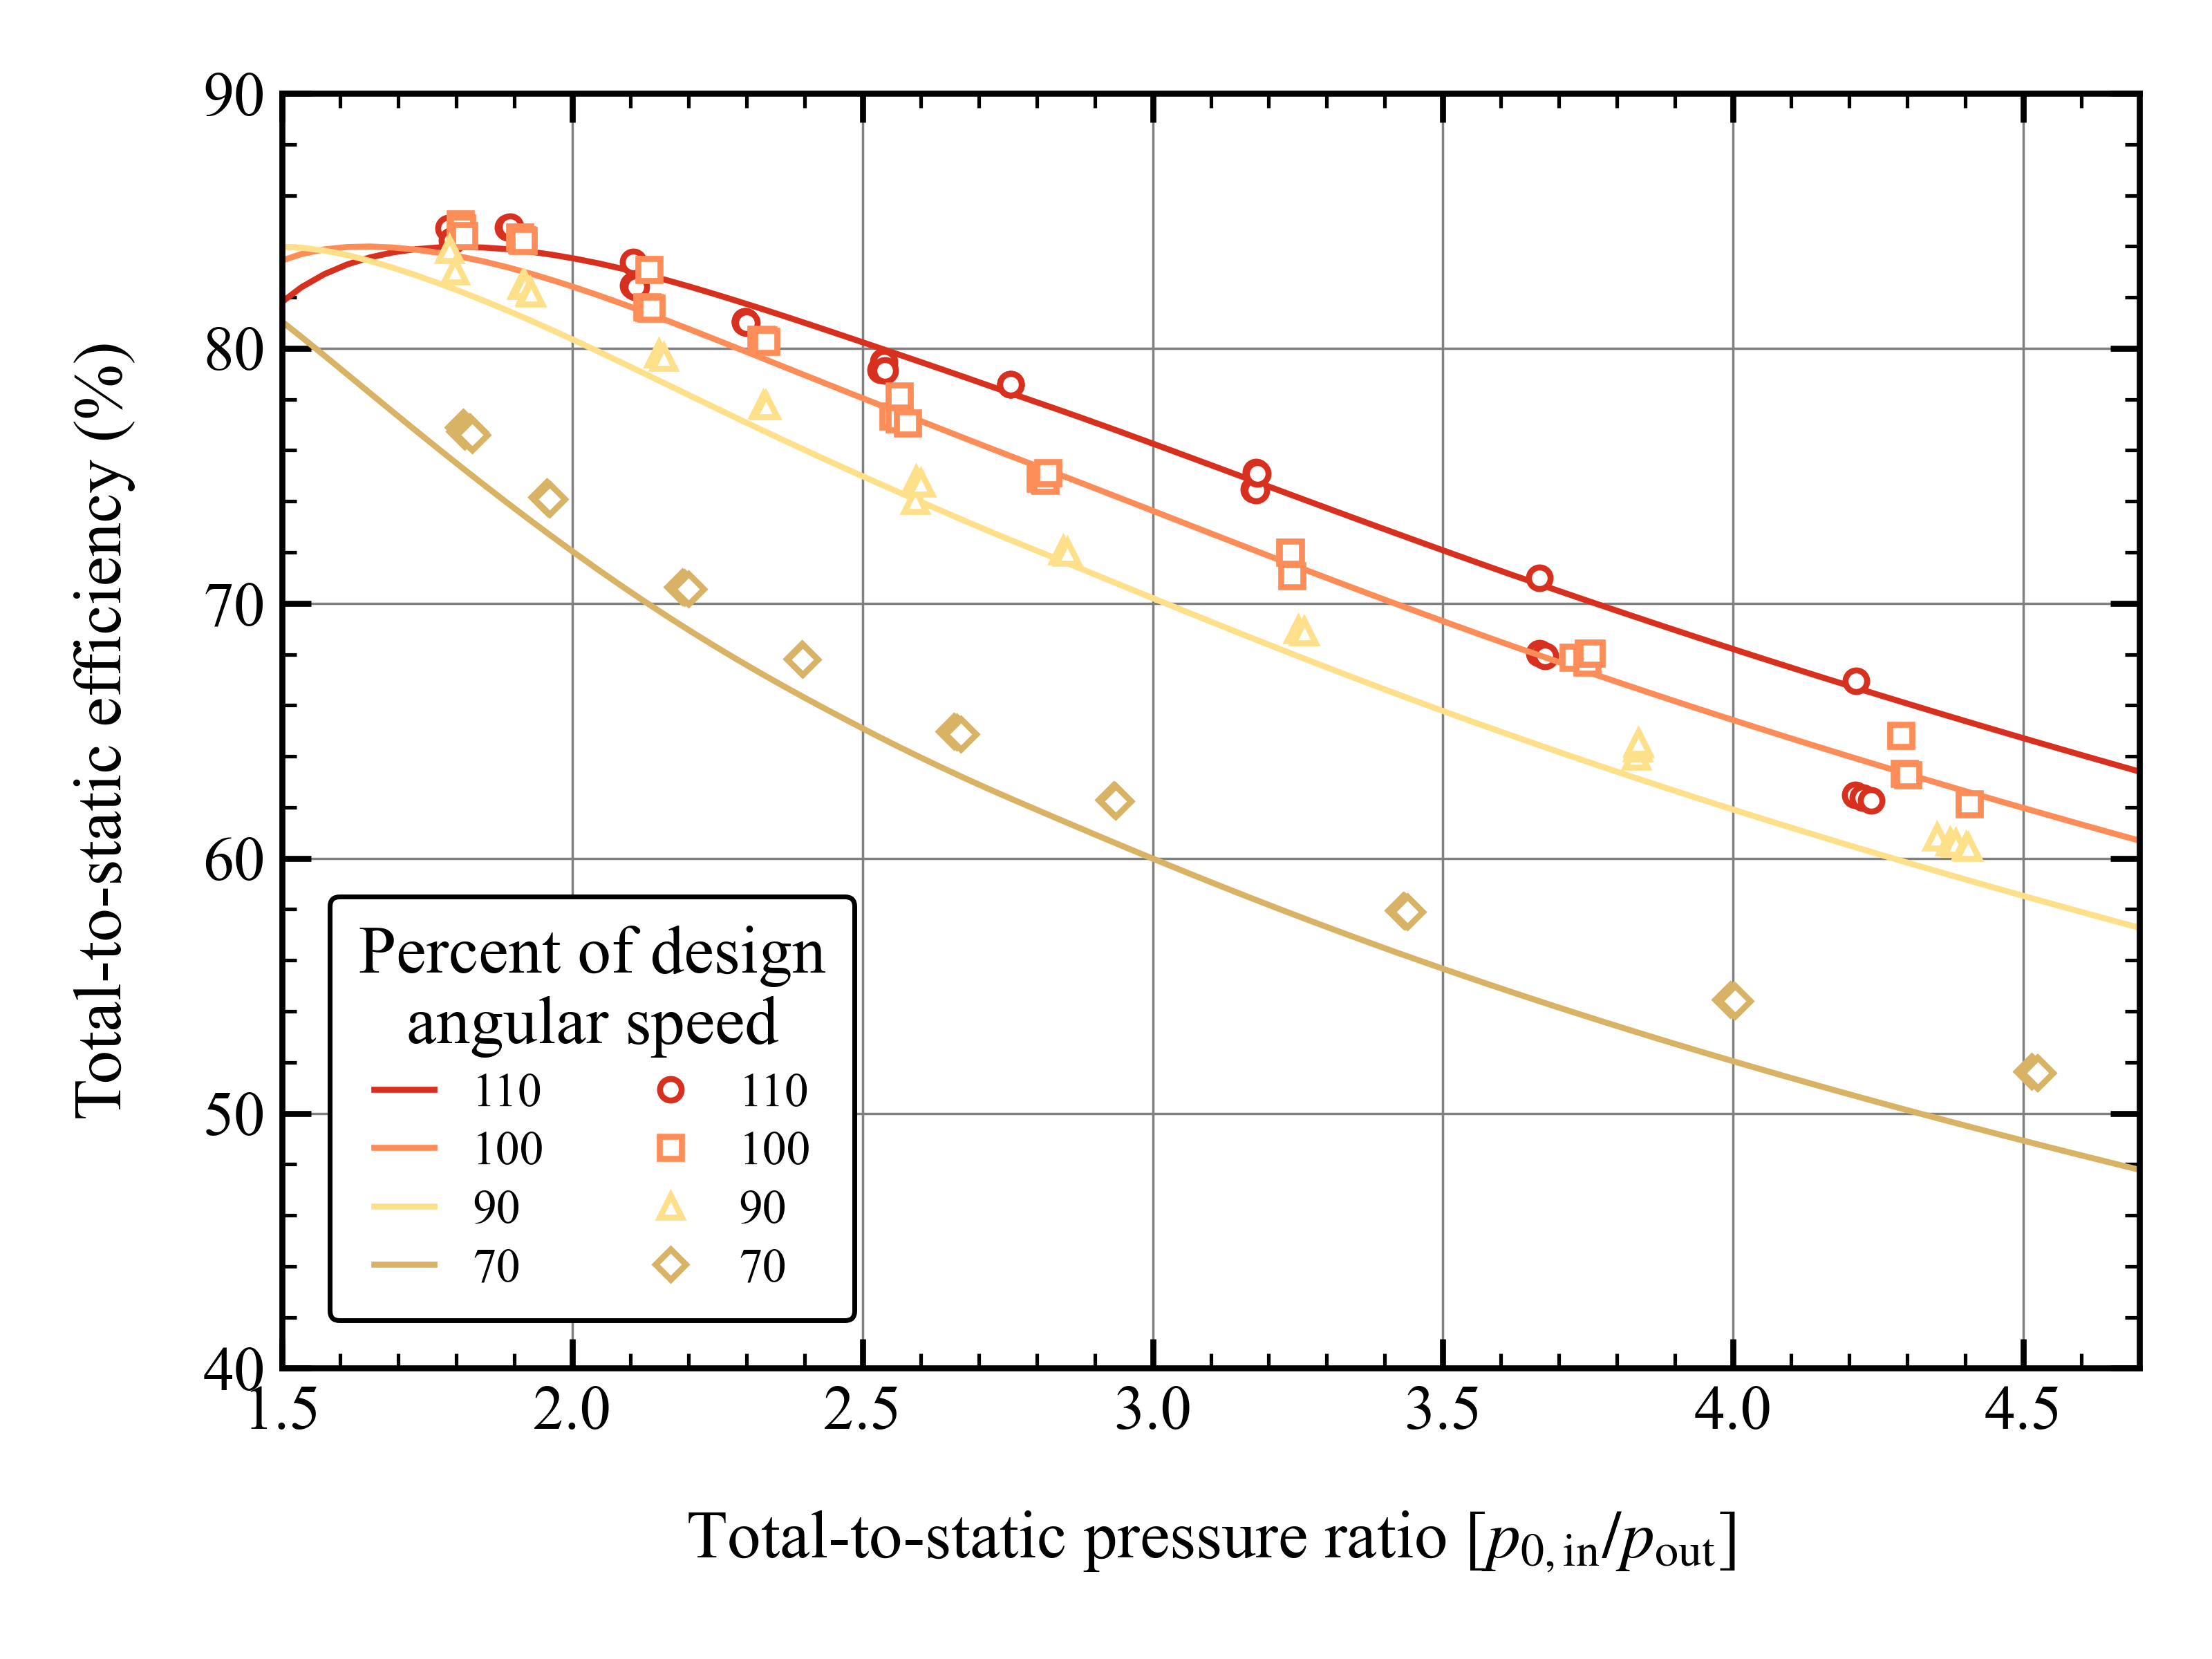 90
80
70
60
50
40
Total-to-static efficiency (%)
Percent of design
angular speed
110 110
100 100
90 90
70 70
1.5 2.0 2.5 3.0 3.5 4.0 4.5
Total-to-static pressure ratio [p0, in/pout]